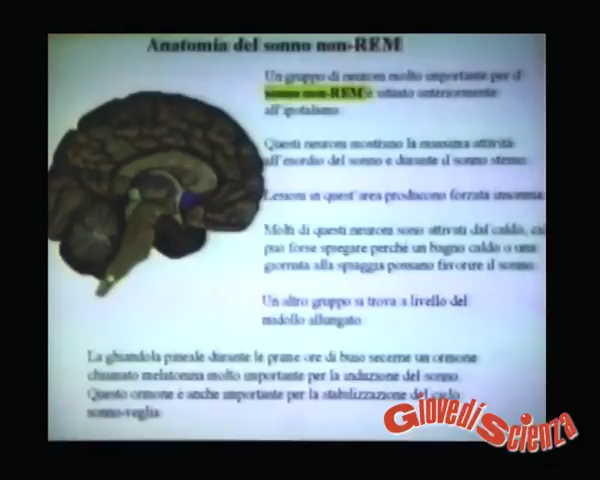 Anatomia del sonno non-REM
Un gruppo di neuroni molto importante per il
sonno non-REM è situato anteriormente
all'ipotalamo
Questi neuroni mostrano la massima attività
all'esordio del sonno e durante il sonno stesso
Lesioni in quest'area producono forzata insonnia
Molti di questi neuroni sono attivati dal caldo, ciò
può forse spiegare perché un bagno caldo o una
giornata alla spiaggia possano favorire il sonno
Un altro gruppo si trova a livello del
midollo allungato
La ghiandola pineale durante le prime ore di buio secerne un ormone
chiamato melatonina molto importante per la induzione del sonno.
Questo ormone è anche importante per la stabilizzazione del ciclo
sonno-veglia
Giovedì Scienza